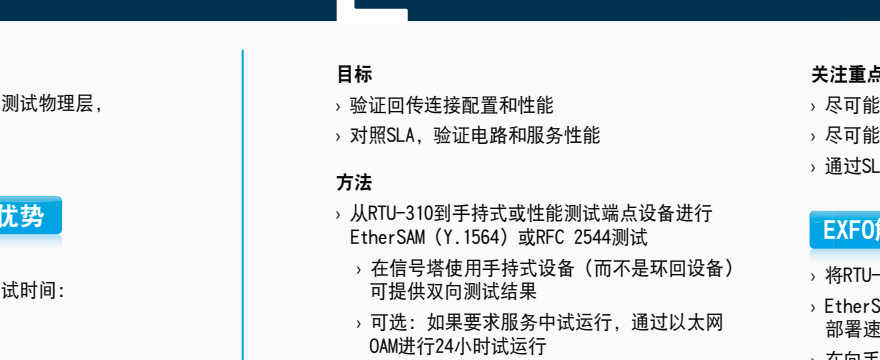 测试物理层，
优势
试时间：
目标
› 验证回传连接配置和性能
› 对照SLA，验证电路和服务性能
方法
› 从RTU-310到手持式或性能测试端点设备进行
EtherSAM（Y.1564）或RFC 2544测试
› 在信号塔使用手持式设备（而不是环回设备）
可提供双向测试结果
› 可选：如果要求服务中试运行，通过以太网
OAM进行24小时试运行
关注重点
› 尽可能
› 尽可能
› 通过SL
EXFO
› 将RTU-
› EtherS
部署速